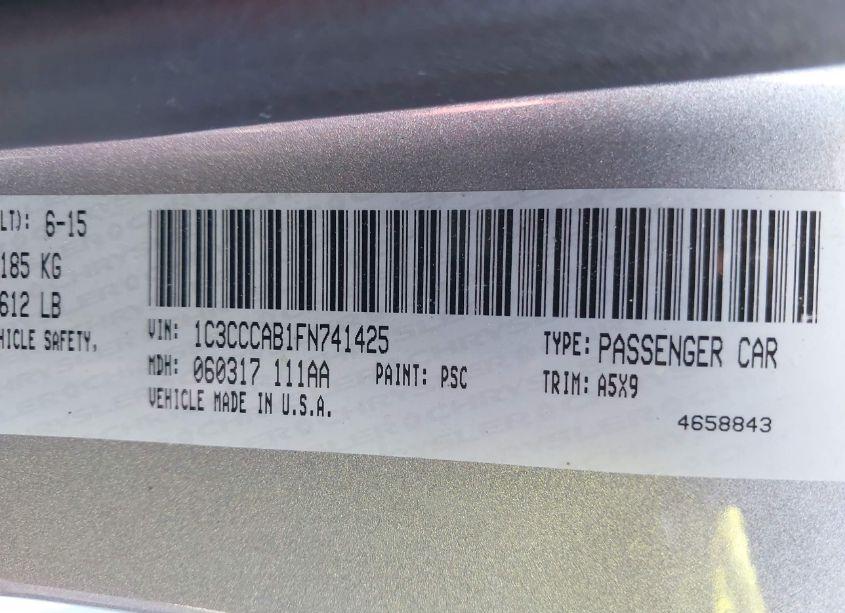 LT): 6-15
185 KG
612 LB
HICLE SAFETY,
VIN: 1C3CCCAB1FN741425
TYPE: PASSENGER CAR
MDH: 060317 111AA PAINT: PSC
TRIM: A5X9
VEHICLE MADE IN U.S.A.
4658843